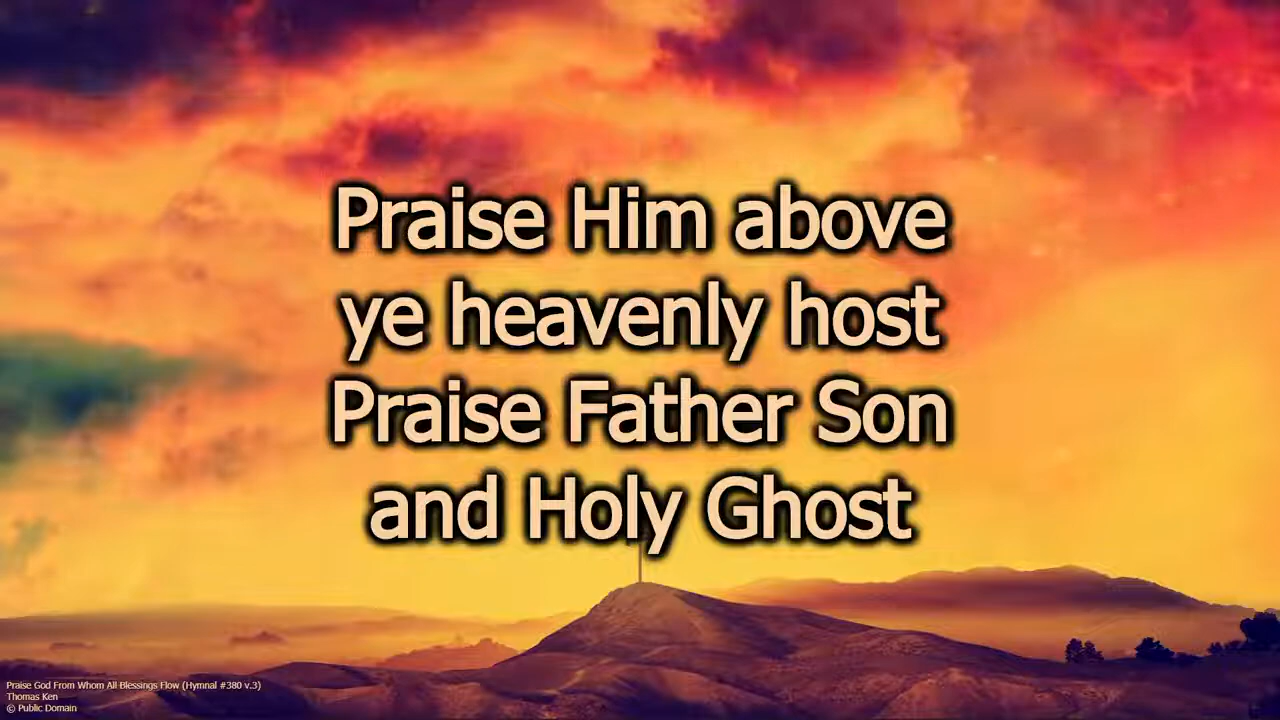 Praise Him above
ye heavenly host
Praise Father Son
and Holy Ghost
Praise God From Whom All Blessings Flow (Hymnal #380 v.3)
Thomas Ken
© Public Domain